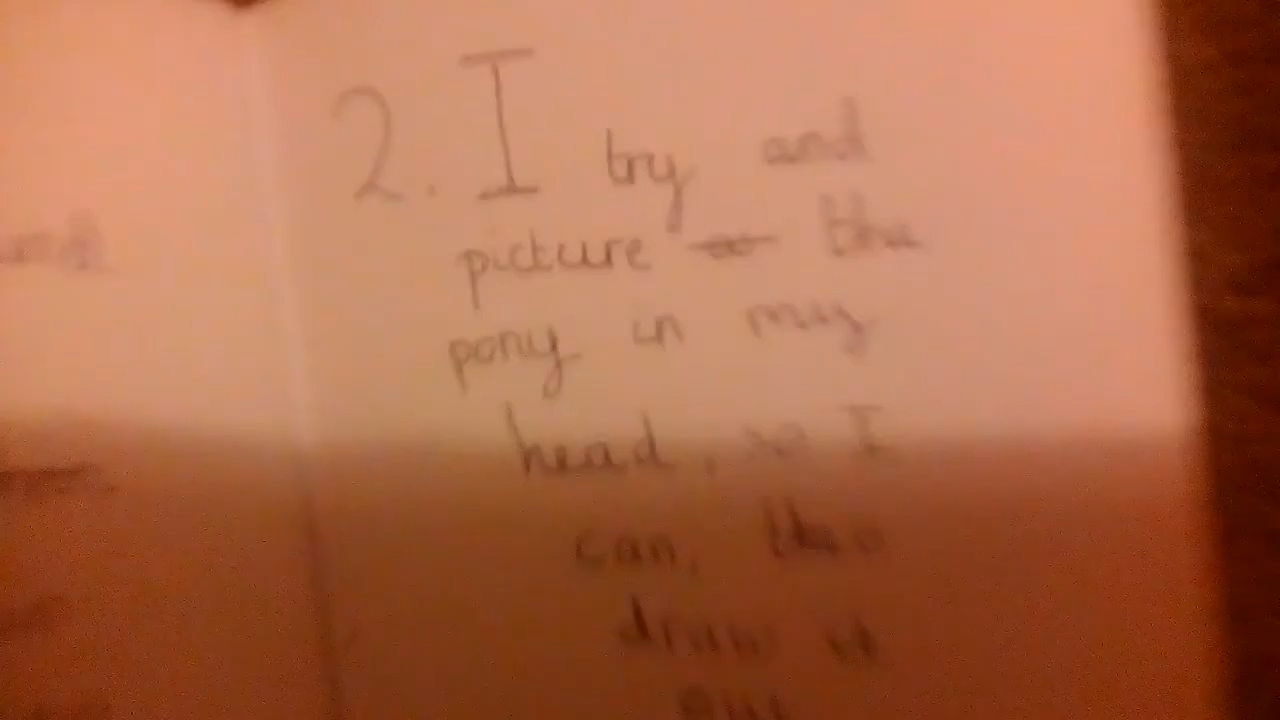 2. I try and
picture the
pony in my
head, so I
can, then
draw it